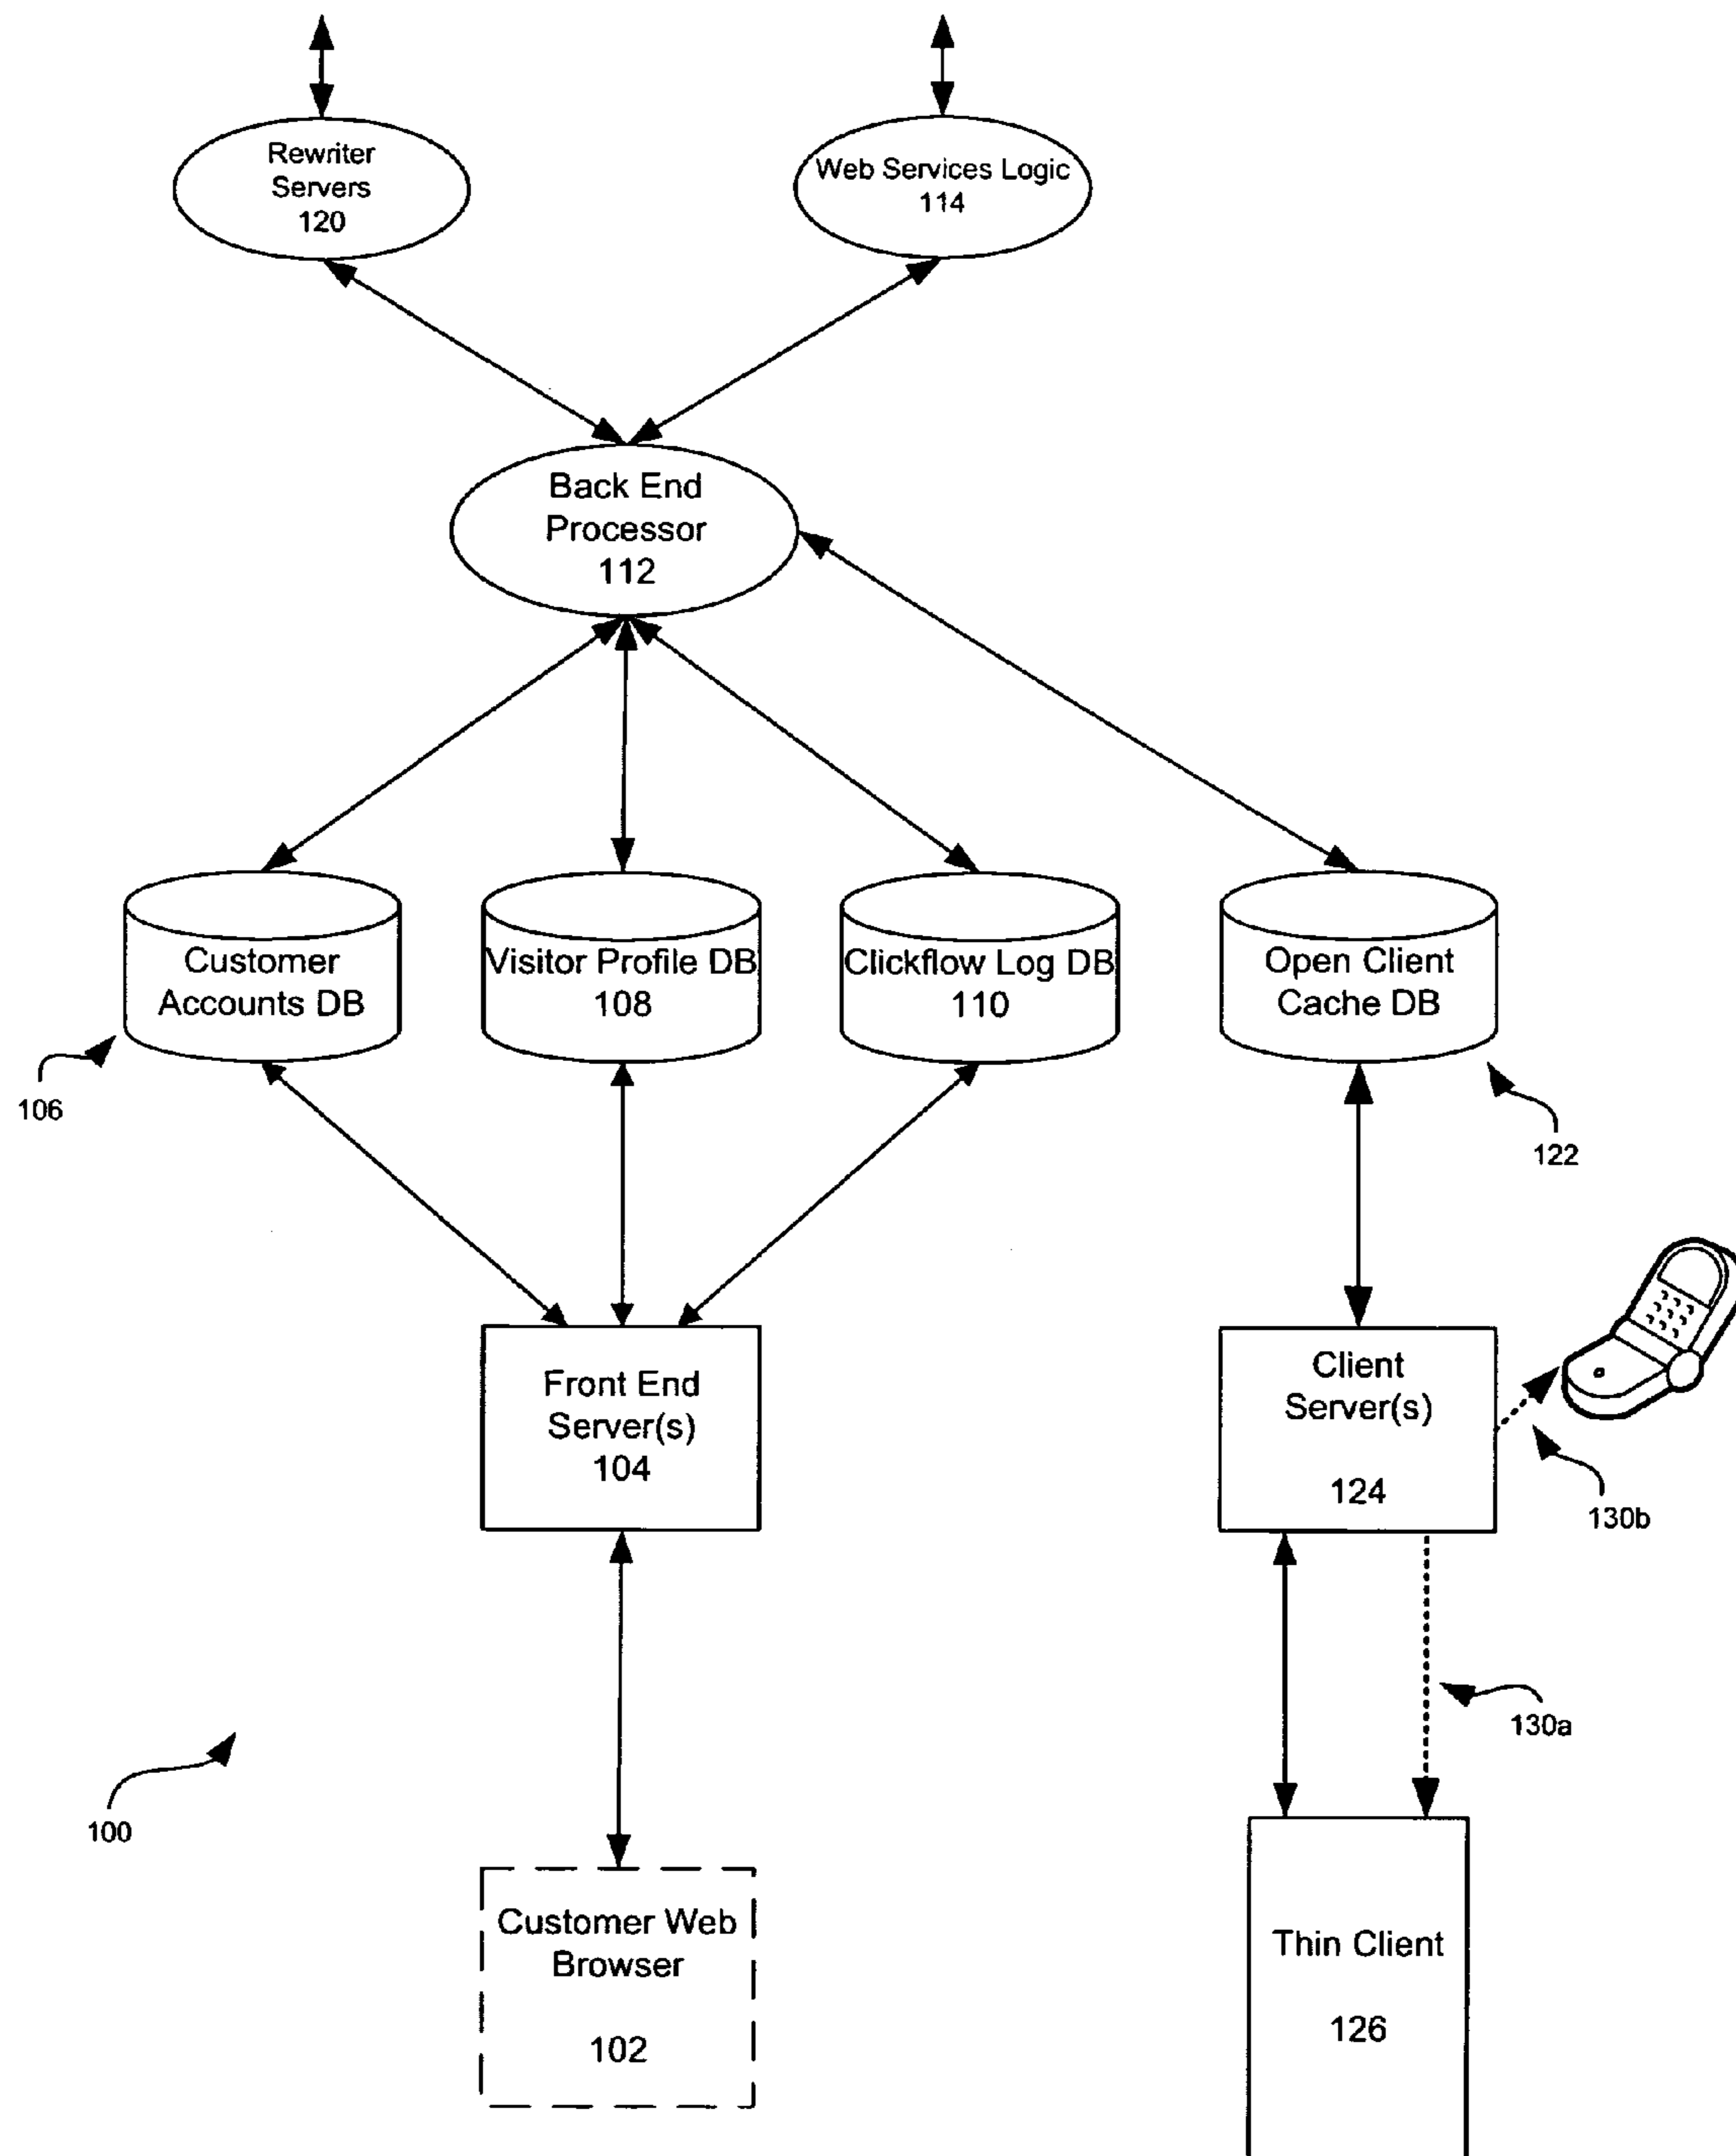 Rewriter
Servers
120
Web Services Logic
114
Back End
Processor
112
Customer
Accounts DB
Visitor Profile DB
108
Clickflow Log DB
110
Open Client
Cache DB
106
122
Front End
Server(s)
104
Client
Server(s)
124
130b
130a
100
Customer Web
Browser
102
Thin Client
126